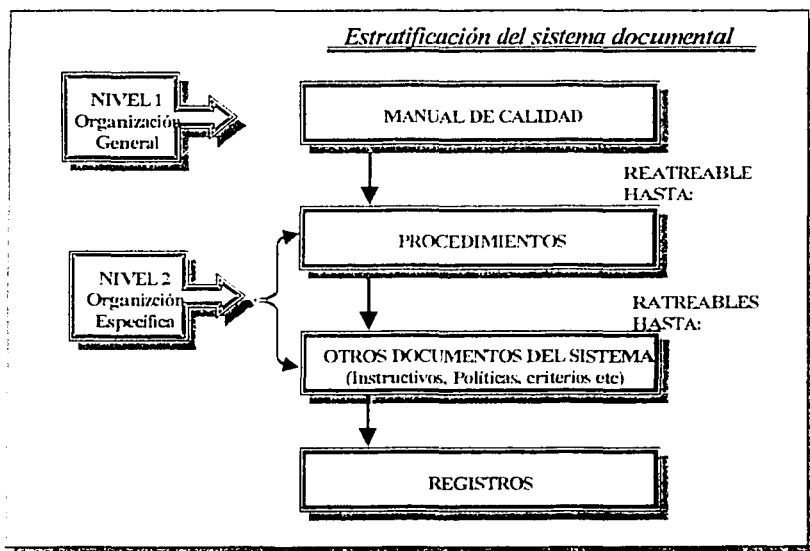 Estratificación del sistema documental
NIVEL 1
Organización
General
MANUAL DE CALIDAD
REATREABLE
HASTA:
PROCEDIMIENTOS
NIVEL 2
Organizción
Específica
RATREABLES
HASTA:
OTROS DOCUMENTOS DEL SISTEMA
(Instructivos, Políticas, criterios etc)
REGISTROS